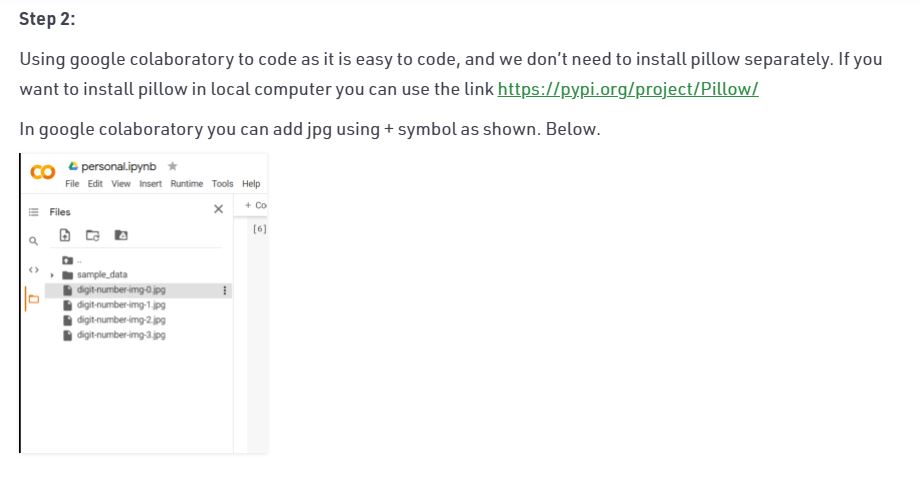 Step 2:
Using google colaboratory to code as it is easy to code, and we don’t need to install pillow separately. If you
want to install pillow in local computer you can use the link https://pypi.org/project/Pillow/
In google colaboratory you can add jpg using + symbol as shown. Below.
personal.ipynb
File Edit View Insert Runtime Tools Help
Files
+ Co
[6]
..
sample_data
digit-number-img-0.jpg
digit-number-img-1.jpg
digit-number-img-2.jpg
digit-number-img-3.jpg